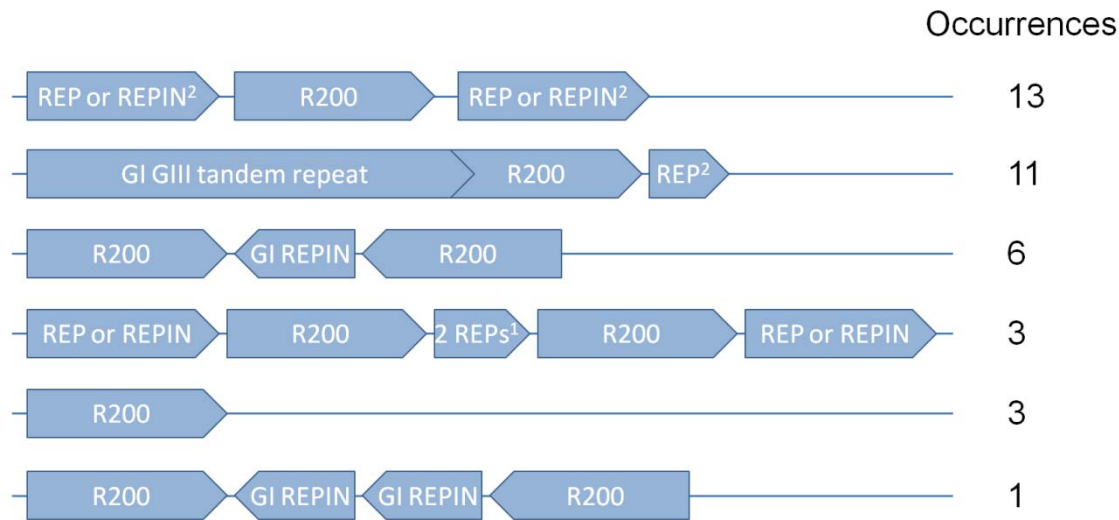 Occurrences
REP or REPIN² R200 REP or REPIN² 13
GI GIII tandem repeat R200 REP² 11
R200 GI REPIN R200 6
REP or REPIN R200 2 REPs¹ R200 REP or REPIN 3
R200 3
R200 GI REPIN GI REPIN R200 1